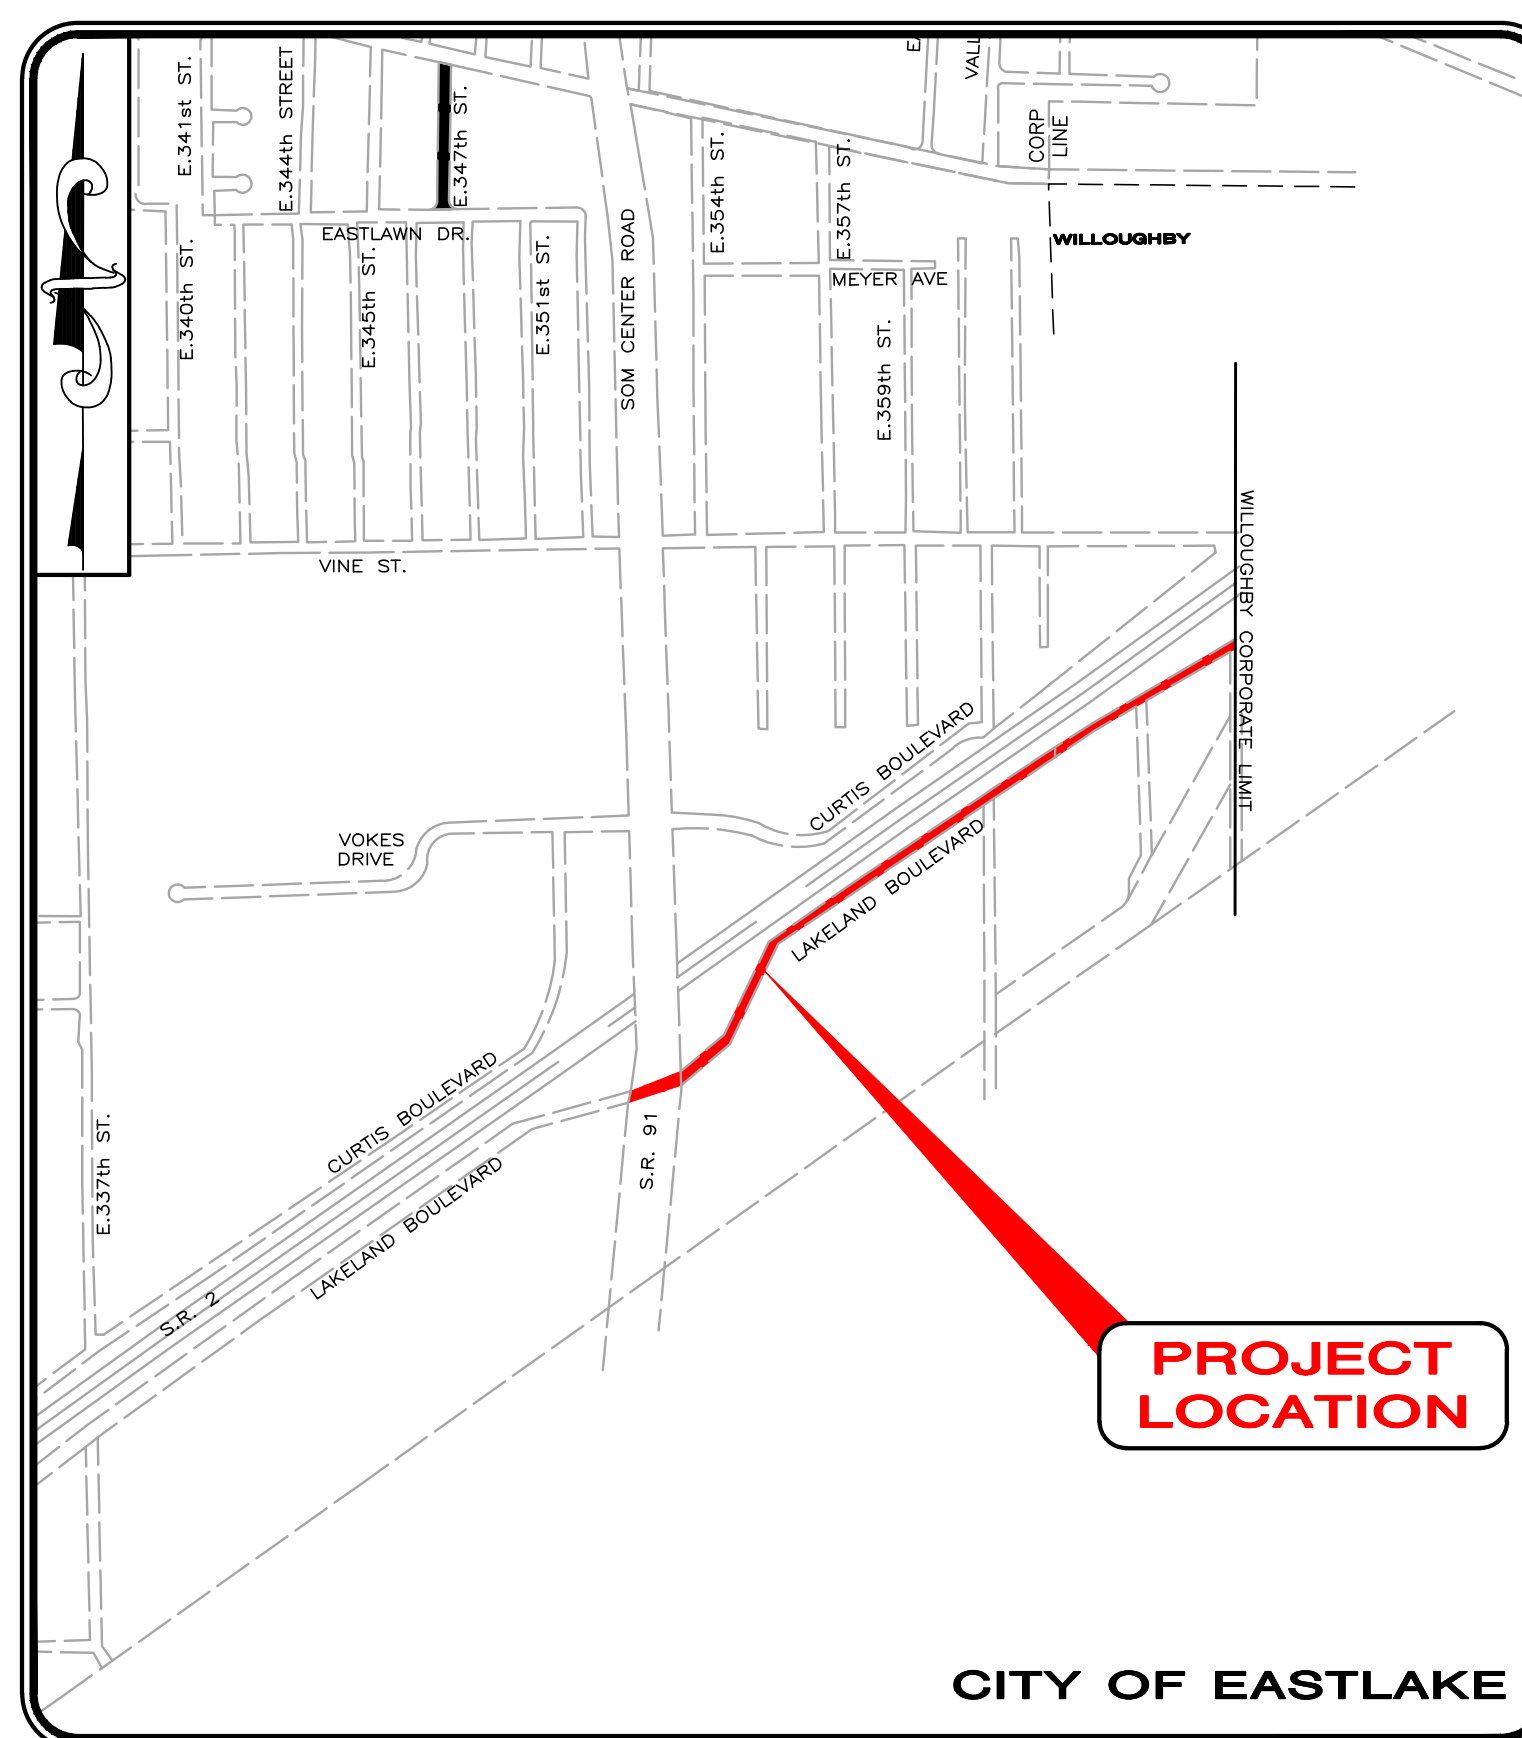 E.341st ST.
E.344th STREET
E.347th ST.
E.354th ST.
E.357th ST.
CORP
LINE
WILLOUGHBY
EASTLAWN DR.
MEYER AVE
E.340th ST.
E.345th ST.
E.351st ST.
SOM CENTER ROAD
E.359th ST.
VINE ST.
WILLOUGHBY CORPORATE LIMIT
CURTIS BOULEVARD
LAKELAND BOULEVARD
VOKES
DRIVE
CURTIS BOULEVARD
LAKELAND BOULEVARD
S.R. 91
E.337th ST.
S.R. 2
PROJECT
LOCATION
CITY OF EASTLAKE